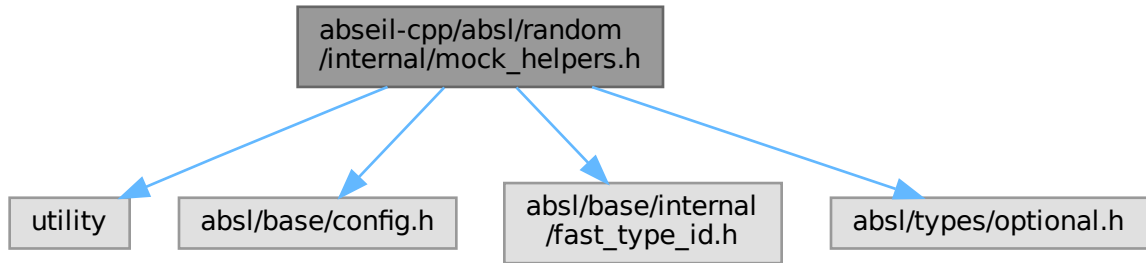 abseil-cpp/absl/random
/internal/mock_helpers.h
utility
absl/base/config.h
absl/base/internal
/fast_type_id.h
absl/types/optional.h